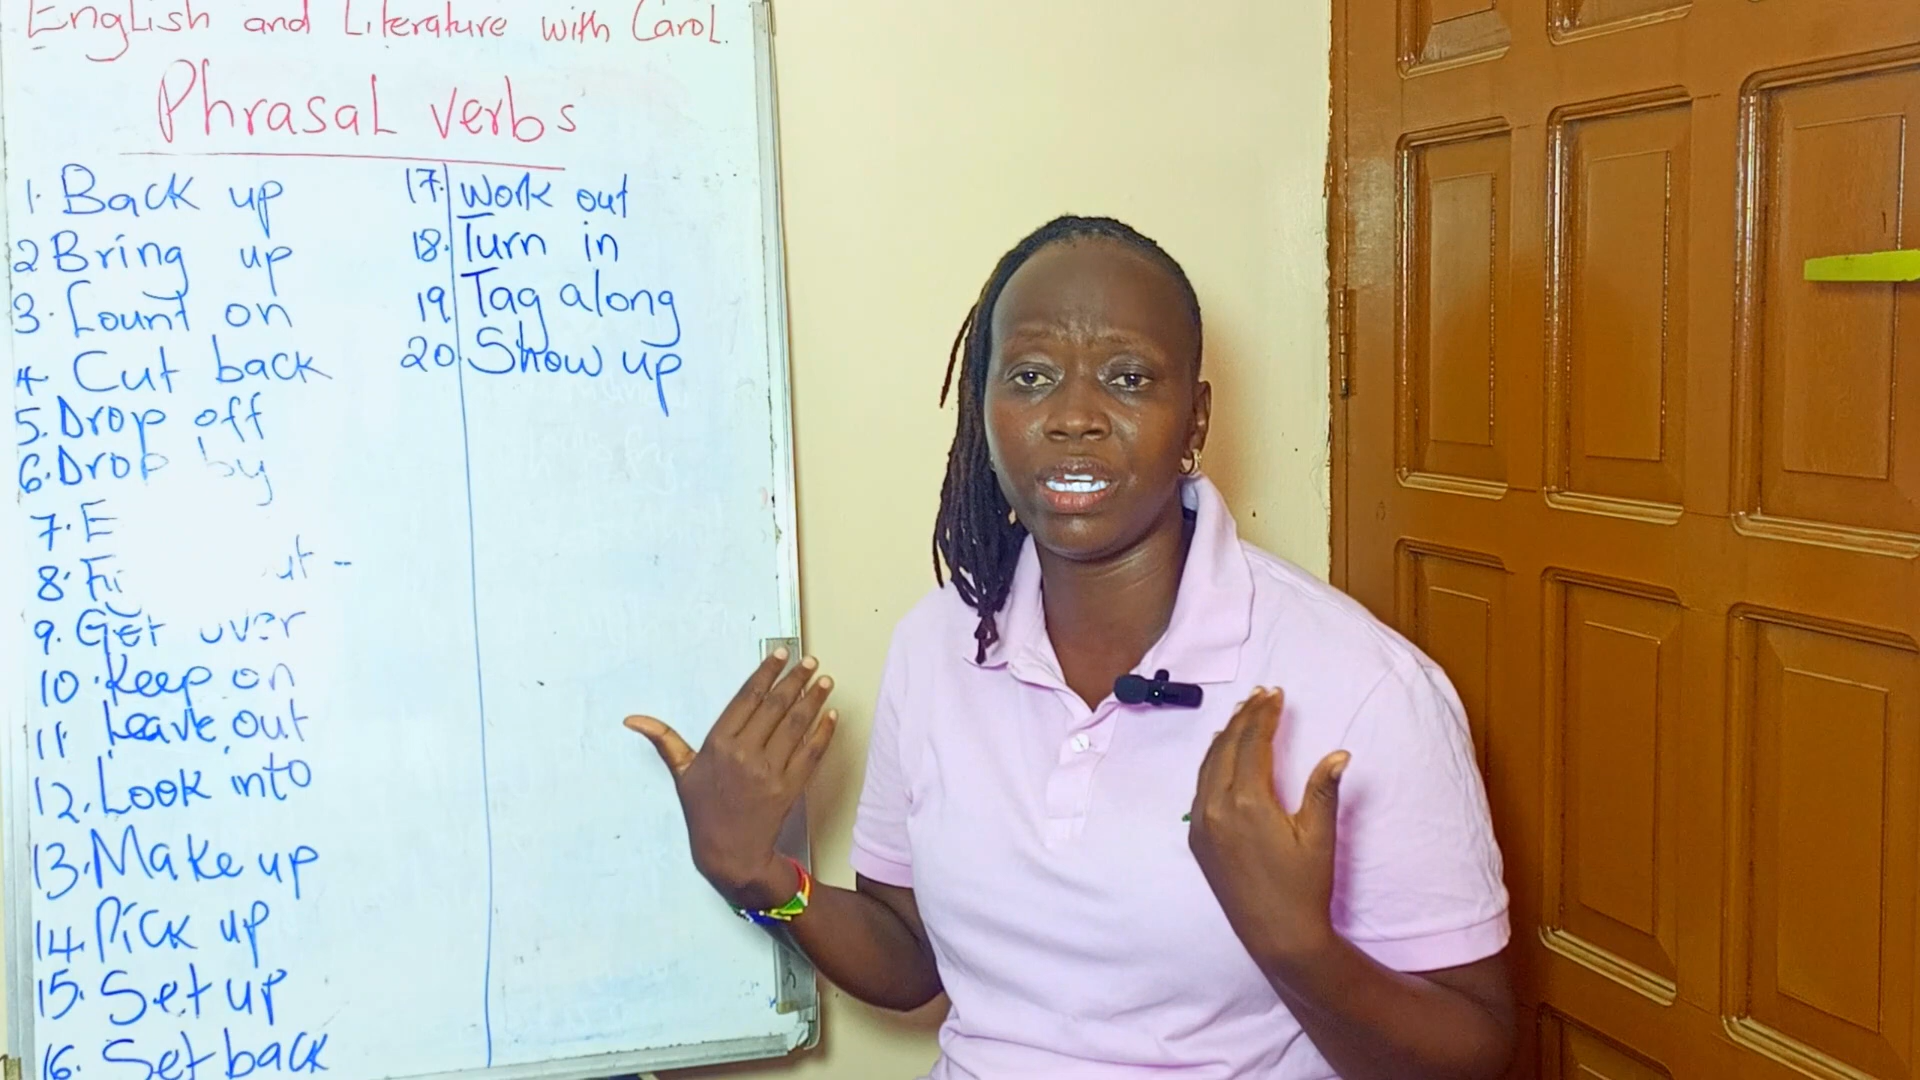 English and Literature with Carol.
Phrasal verbs
1. Back up
2 Bring up
3. Count on
4. Cut back
5. Drop off
6. Drop by
7. E
8. Fi ut -
9. Get over
10. Keep on
11 Leave out
12. Look into
13. Make up
14. Pick up
15. Set up
16. Set back
17. Work out
18. Turn in
19. Tag along
20. Show up